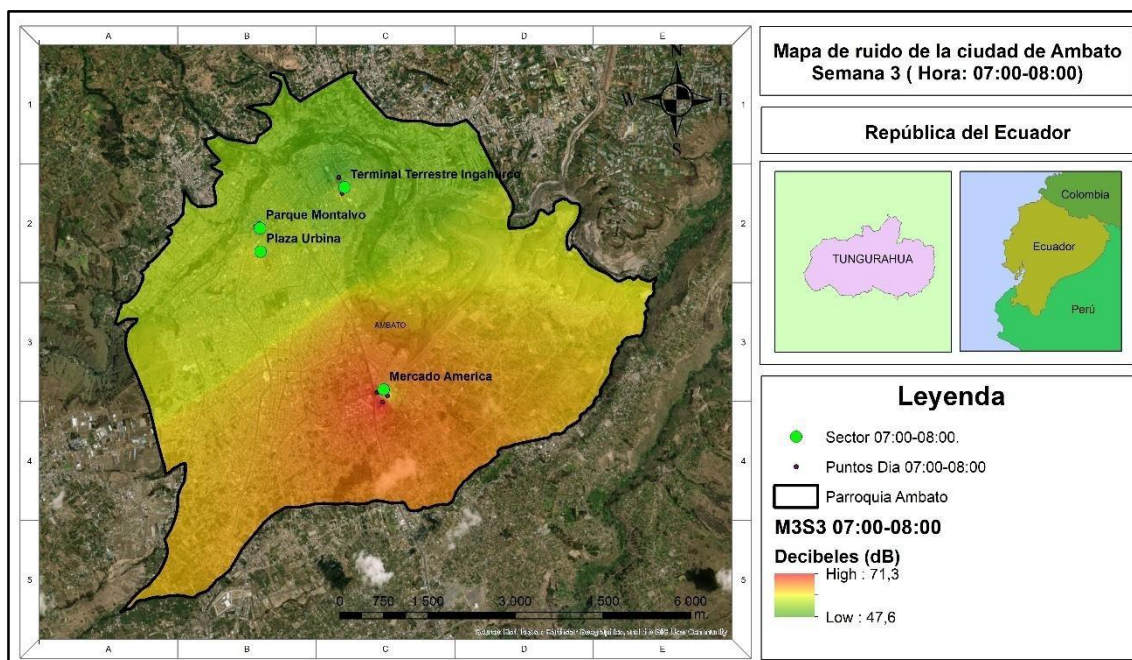 Mapa de ruido de la ciudad de Ambato
Semana 3 ( Hora: 07:00-08:00)
República del Ecuador
A B C D E
1
2
3
4
5
N
W E
S
Terminal Terrestre Ingahurco
Parque Montalvo
Plaza Urbina
AMBATO
Mercado America
0 750 1.500 3.000 4.500 6.000
m.
A B C D E
1
2
3
4
5
TUNGURAHUA
Colombia
Ecuador
Perú
Leyenda
Sector 07:00-08:00.
Puntos Dia 07:00-08:00
Parroquia Ambato
M3S3 07:00-08:00
Decibeles (dB)
High : 71,3
Low : 47,6